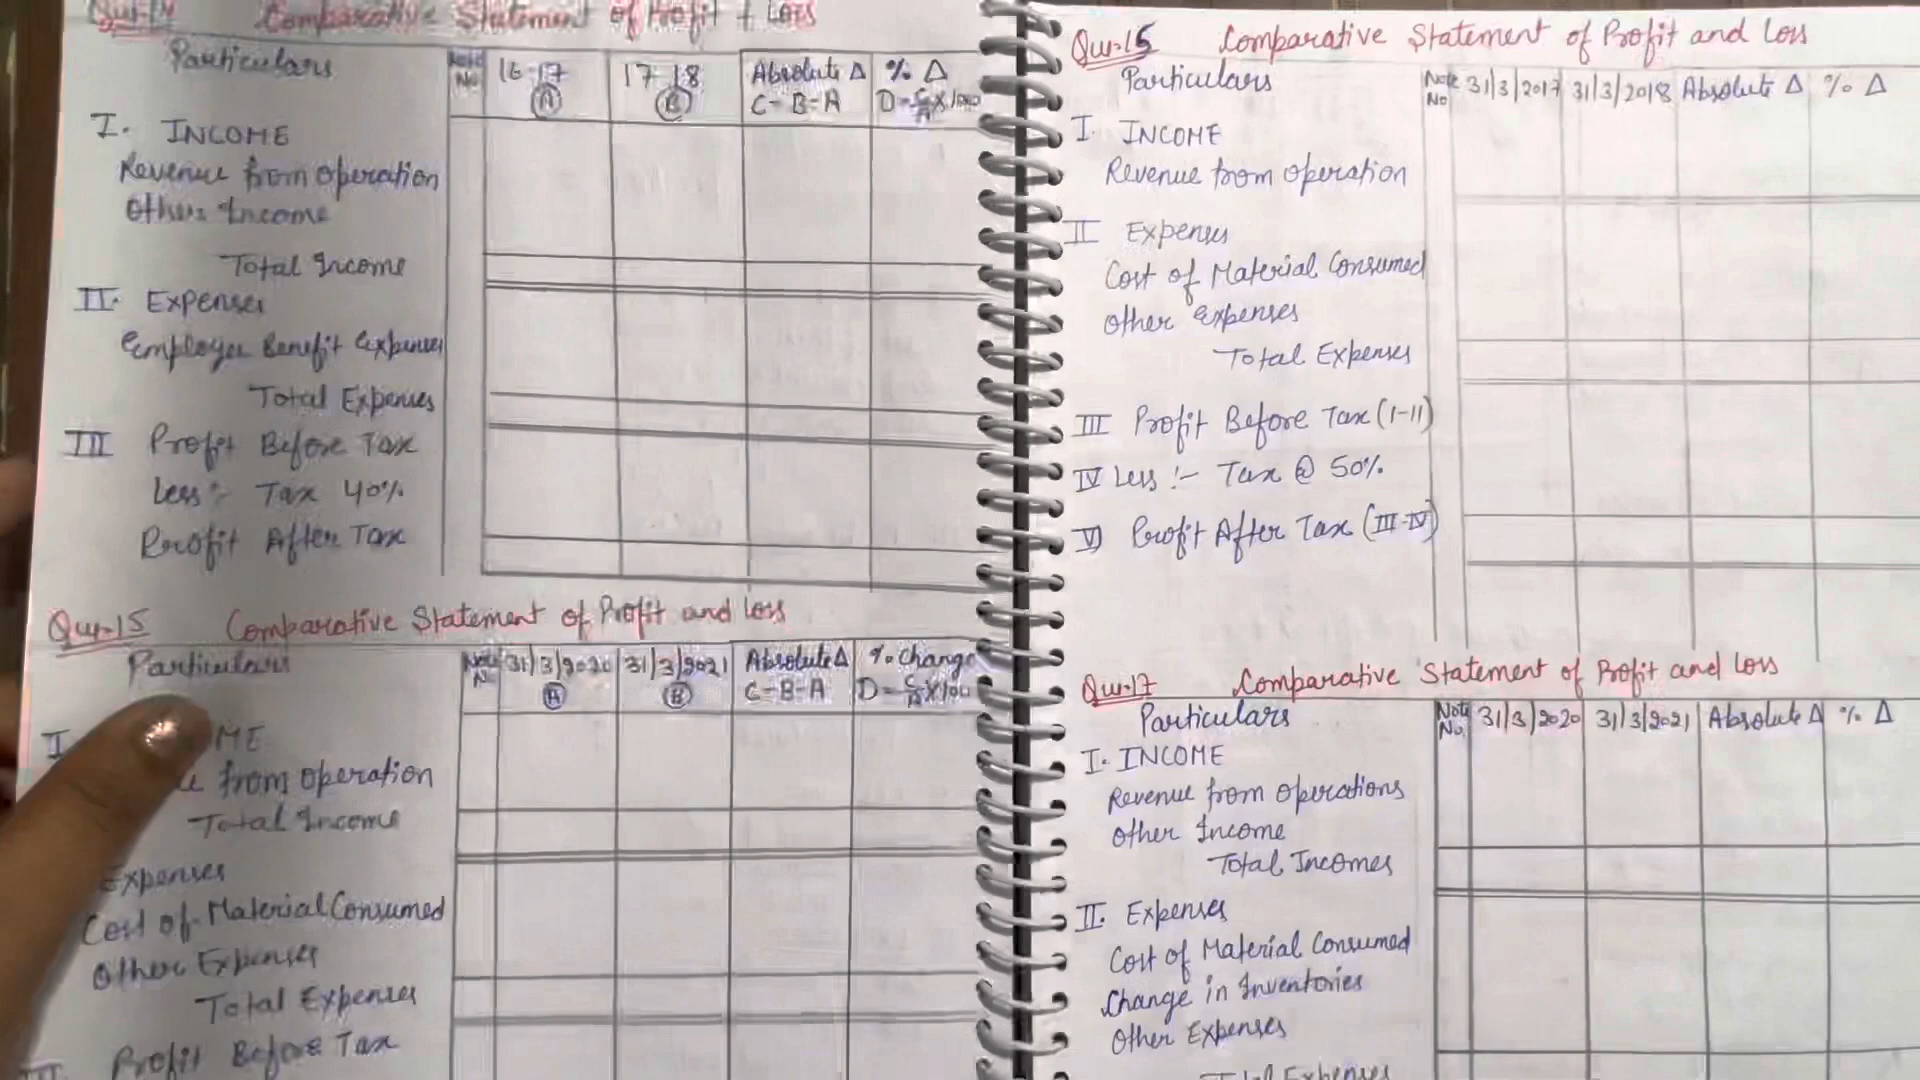 Qu-14 Comparative Statement of Profit & Loss
Particulars Note No 16-17 A 17-18 B Absolute Δ C-B-A % Δ D=C/A×100
I. INCOME
Revenue from operation
Other Income
Total Income
II. Expenses
Employee Benefit Expenses
Total Expenses
III Profit Before Tax
Less:- Tax 40%
Profit After Tax
Qu-15 Comparative Statement of Profit and Loss
Particulars Note N. 31/3/2020 A 31/3/2021 B Absolute Δ C-B-A % Change
I. ME
from operation
Total Income
Expenses
Cost of Material Consumed
Other Expenses
Total Expenses
Profit Before Tax
Qu-15 Comparative Statement of Profit and Loss
Particulars Note No 31/3/2017 31/3/2018 Absolute Δ % Δ
I. INCOME
Revenue from operation
II Expenses
Cost of Material Consumed
Other Expenses
Total Expenses
III Profit Before Tax (I-II)
IV Less :- Tax @ 50%
V) Profit After Tax (III-IV)
Qu-17 Comparative Statement of Profit and Loss
Particulars Note No. 31/3/2020 31/3/2021 Absolute Δ % Δ
I. INCOME
Revenue from operations
Other Income
Total Incomes
II. Expenses
Cost of Material Consumed
Change in Inventories
Other Expenses
Total Expenses